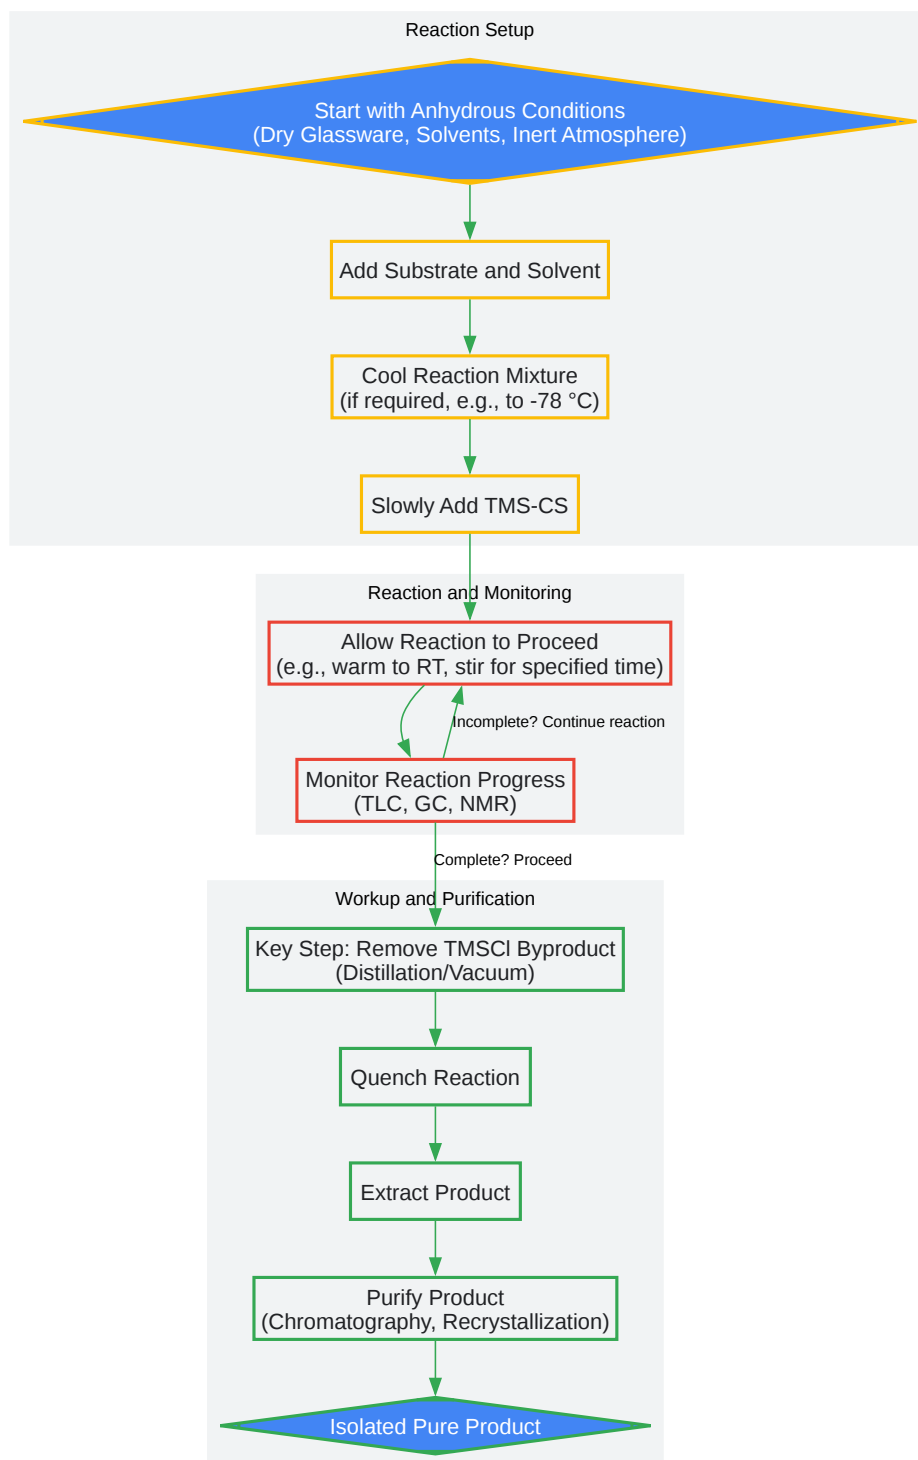 Reaction Setup
Start with Anhydrous Conditions
(Dry Glassware, Solvents, Inert Atmosphere)
Add Substrate and Solvent
Cool Reaction Mixture
(if required, e.g., to -78 °C)
Slowly Add TMS-CS
Reaction and Monitoring
Allow Reaction to Proceed
(e.g., warm to RT, stir for specified time)
Incomplete? Continue reaction
Monitor Reaction Progress
(TLC, GC, NMR)
Complete? Proceed
Workup and Purification
Key Step: Remove TMSCl Byproduct
(Distillation/Vacuum)
Quench Reaction
Extract Product
Purify Product
(Chromatography, Recrystallization)
Isolated Pure Product